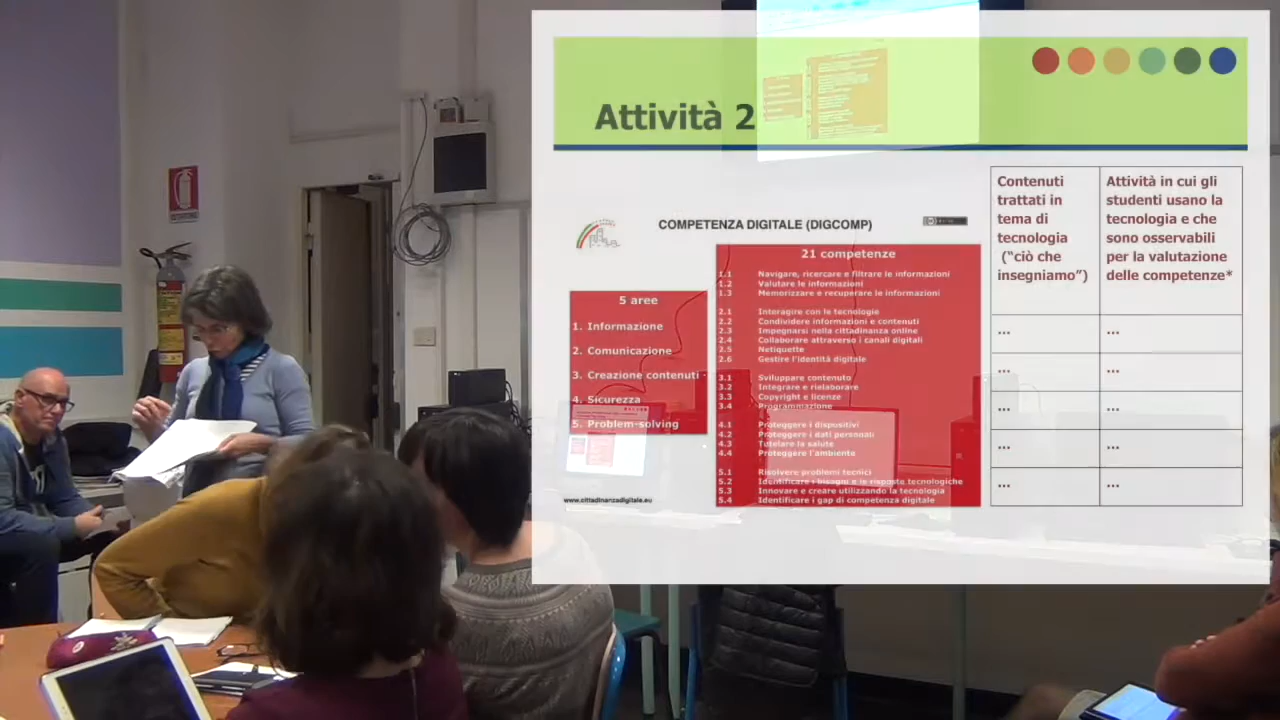 Attività 2
COMPETENZA DIGITALE (DIGCOMP)
5 aree
1. Informazione
2. Comunicazione
3. Creazione contenuti
4. Sicurezza
5. Problem-solving
www.cittadinanzadigitale.eu
21 competenze
1.1 Navigare, ricercare e filtrare le informazioni
1.2 Valutare le informazioni
1.3 Memorizzare e recuperare le informazioni
2.1 Interagire con le tecnologie
2.2 Condividere informazioni e contenuti
2.3 Impegnarsi nella cittadinanza online
2.4 Collaborare attraverso i canali digitali
2.5 Netiquette
2.6 Gestire l'identità digitale
3.1 Sviluppare contenuto
3.2 Integrare e rielaborare
3.3 Copyright e licenze
3.4 Programmazione
4.1 Proteggere i dispositivi
4.2 Proteggere i dati personali
4.3 Tutelare la salute
4.4 Proteggere l'ambiente
5.1 Risolvere problemi tecnici
5.2 Identificare i bisogni e le risposte tecnologiche
5.3 Innovare e creare utilizzando la tecnologia
5.4 Identificare i gap di competenza digitale
Contenuti
trattati in
tema di
tecnologia
("ciò che
insegniamo")
Attività in cui gli
studenti usano la
tecnologia e che
sono osservabili
per la valutazione
delle competenze*
... ...
... ...
... ...
... ...
... ...